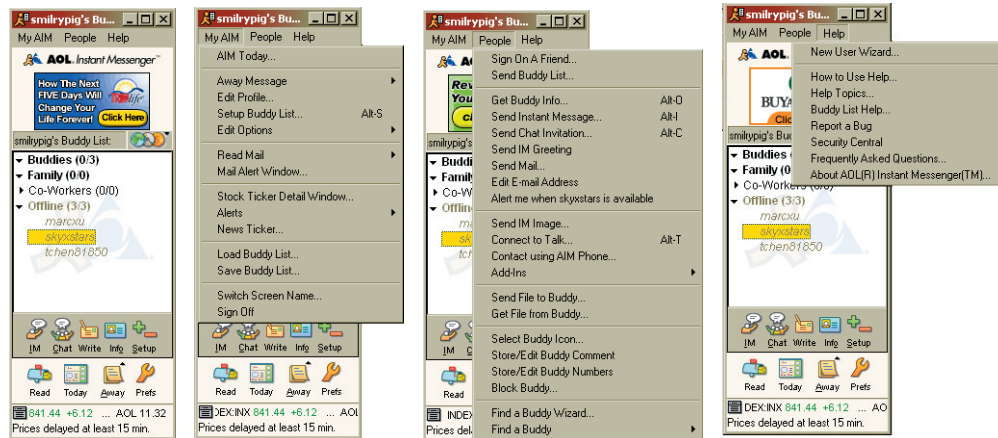 smilrypig's Bu...
My AIM People Help
AOL Instant Messenger™
How The Next
FIVE Days Will
Change Your
Life Forever!
Click Here
smilrypig's Buddy List:
Buddies (0/3)
Family (0/0)
Co-Workers (0/0)
Offline (3/3)
marcxu
skyxstars
tchen81850
IM Chat Write Info Setup
Read Today Away Prefs
841.44 +6.12 ... AOL 11.32
Prices delayed at least 15 min.
smilrypig's Bu...
My AIM People Help
AIM Today...
Away Message
Edit Profile...
Setup Buddy List... Alt-S
Edit Options
Read Mail
Mail Alert Window...
Stock Ticker Detail Window...
Alerts
News Ticker...
Load Buddy List...
Save Buddy List...
Switch Screen Name...
Sign Off
IM Chat Write Info Setup
Read Today Away Prefs
DEX:INX 841.44 +6.12 ... AOL
Prices delayed at least 15 min.
smilrypig's Bu...
My AIM People Help
Sign On A Friend...
Send Buddy List...
Get Buddy Info... Alt-O
Send Instant Message... Alt-I
Send Chat Invitation... Alt-C
Send IM Greeting
Send Mail...
Edit E-mail Address
Alert me when skyxstars is available
Send IM Image...
Connect to Talk... Alt-T
Contact using AIM Phone...
Add-Ins
Send File to Buddy...
Get File from Buddy...
Select Buddy Icon...
Store/Edit Buddy Comment
Store/Edit Buddy Numbers
Block Buddy...
Find a Buddy Wizard...
Find a Buddy
smilrypig's
Buddi
Family
Co-W
Offlin
IM
Read
INDEX
Prices del
smilrypig's Bu...
My AIM People Help
New User Wizard...
How to Use Help...
Help Topics...
Buddy List Help...
Report a Bug
Security Central
Frequently Asked Questions...
About AOL(R) Instant Messenger(TM)...
AOL
BUY
Clic
smilrypig's Bud
Buddies
Family (0
Co-Workers (0/0)
Offline (3/3)
marcxu
skyxstars
tchen81850
IM Chat Write Info Setup
Read Today Away Prefs
DEX:INX 841.44 +6.12 ... AO
Prices delayed at least 15 min.